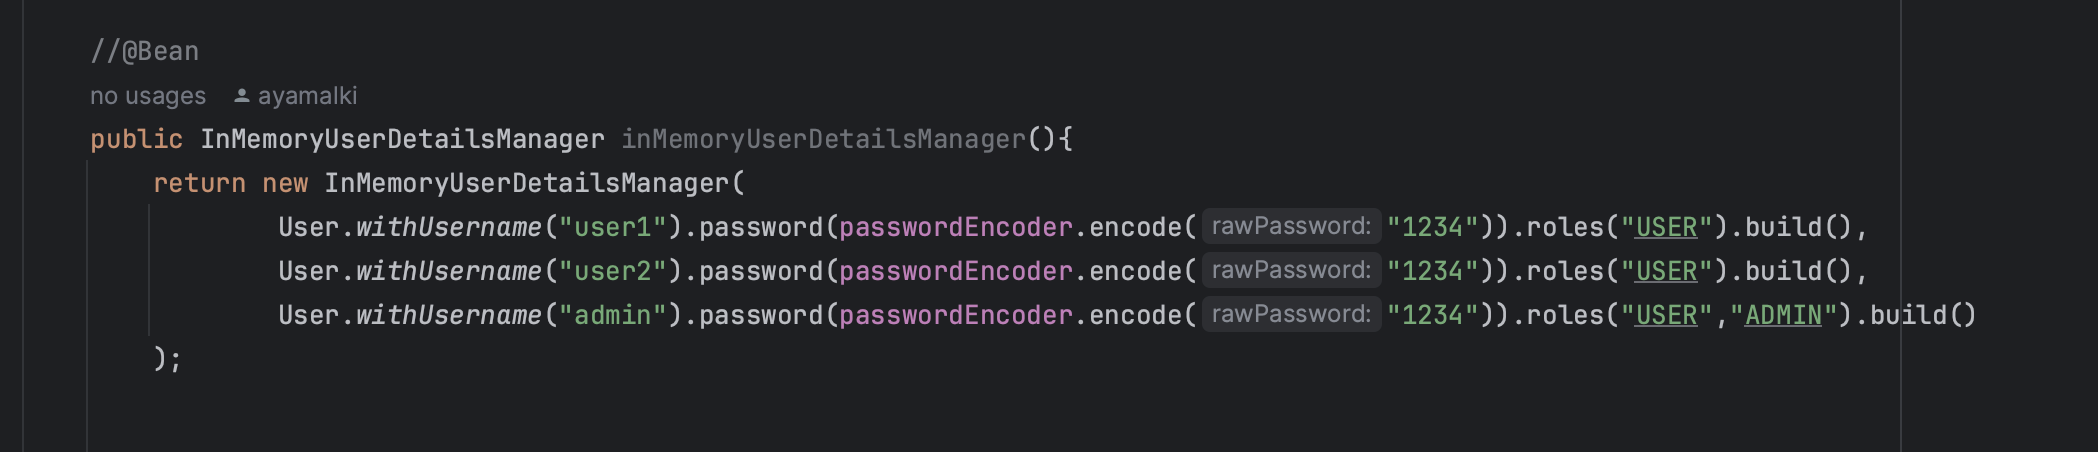 //@Bean
no usages ayamalki
public InMemoryUserDetailsManager inMemoryUserDetailsManager(){
return new InMemoryUserDetailsManager(
User.withUsername("user1").password(passwordEncoder.encode( rawPassword: "1234")).roles("USER").build(),
User.withUsername("user2").password(passwordEncoder.encode( rawPassword: "1234")).roles("USER").build(),
User.withUsername("admin").password(passwordEncoder.encode( rawPassword: "1234")).roles("USER","ADMIN").build()
);